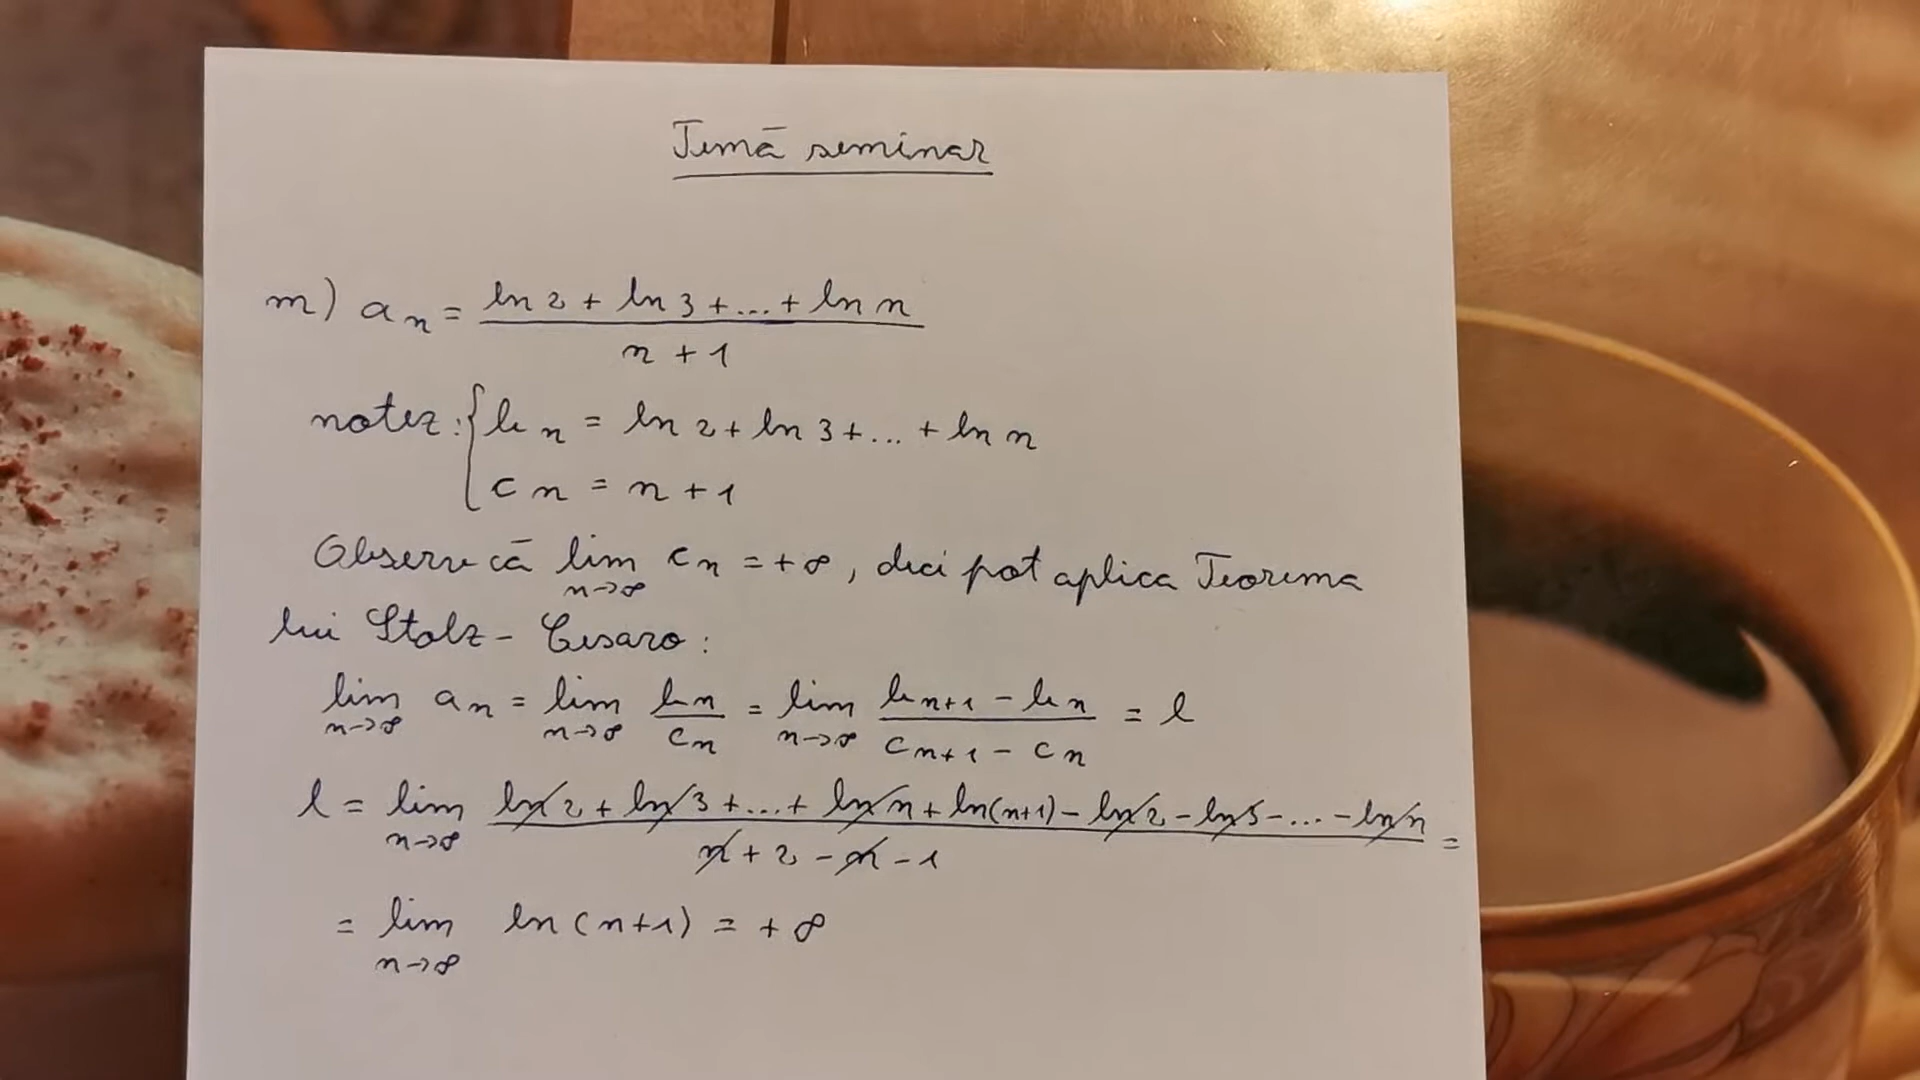 Temă seminar
m) aₙ = (ln 2 + ln 3 + ... + ln n) / (n + 1)
notez: { bₙ = ln 2 + ln 3 + ... + ln n
cₙ = n + 1
Observ că lim n→∞ cₙ = +∞, deci pot aplica Teorema
lui Stolz - Cesaro:
lim n→∞ aₙ = lim n→∞ bₙ / cₙ = lim n→∞ (bₙ₊₁ - bₙ) / (cₙ₊₁ - cₙ) = l
l = lim n→∞ (ln 2 + ln 3 + ... + ln n + ln(n+1) - ln 2 - ln 3 - ... - ln n) / (n + 2 - n - 1) =
= lim n→∞ ln(n+1) = +∞